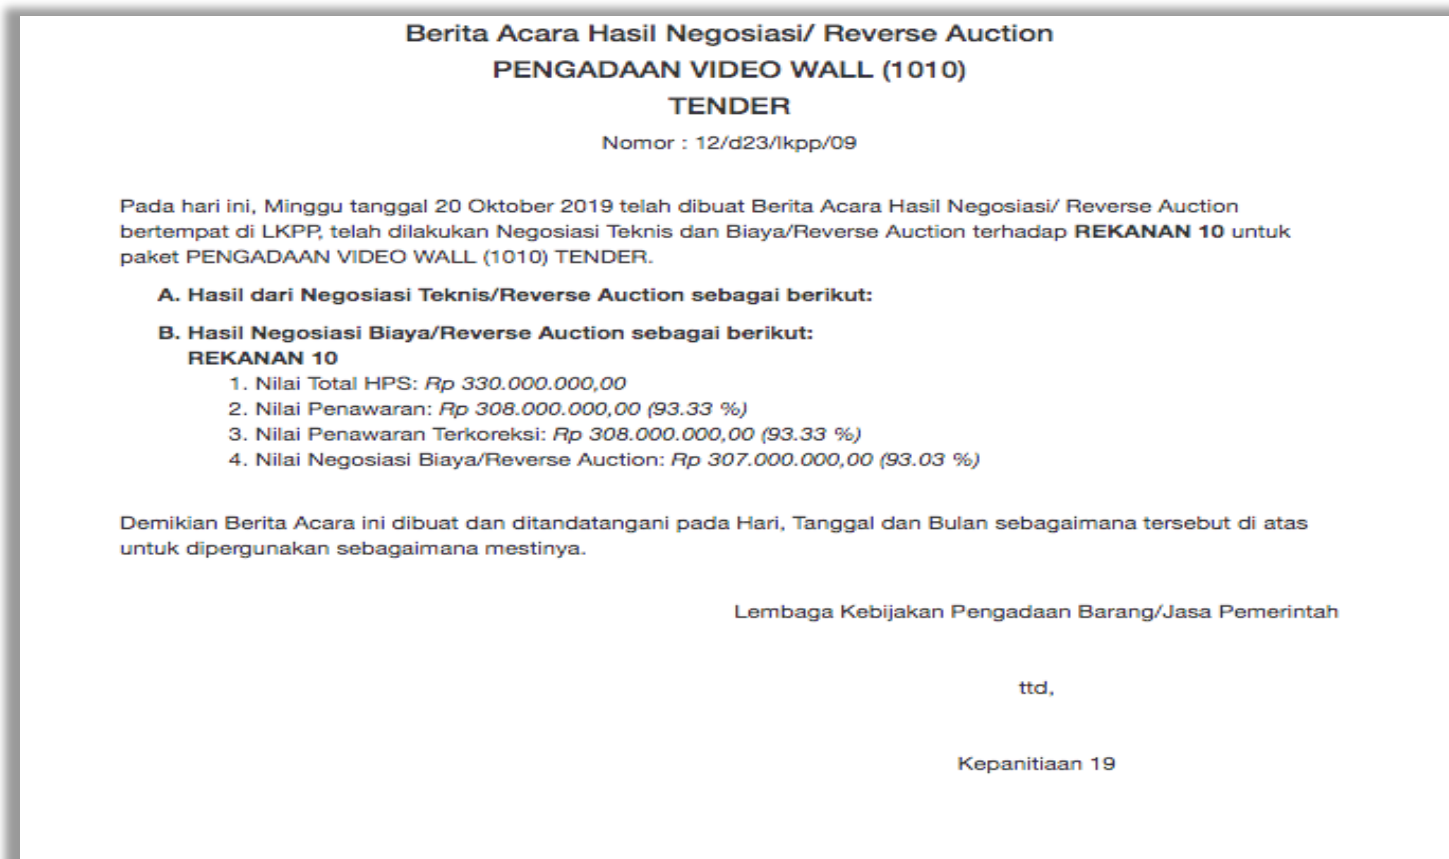 Berita Acara Hasil Negosiasi/ Reverse Auction
PENGADAAN VIDEO WALL (1010)
TENDER
Nomor : 12/d23/lkpp/09
Pada hari ini, Minggu tanggal 20 Oktober 2019 telah dibuat Berita Acara Hasil Negosiasi/ Reverse Auction
bertempat di LKPP, telah dilakukan Negosiasi Teknis dan Biaya/Reverse Auction terhadap REKANAN 10 untuk
paket PENGADAAN VIDEO WALL (1010) TENDER.
A. Hasil dari Negosiasi Teknis/Reverse Auction sebagai berikut:
B. Hasil Negosiasi Biaya/Reverse Auction sebagai berikut:
REKANAN 10
1. Nilai Total HPS: Rp 330.000.000,00
2. Nilai Penawaran: Rp 308.000.000,00 (93.33 %)
3. Nilai Penawaran Terkoreksi: Rp 308.000.000,00 (93.33 %)
4. Nilai Negosiasi Biaya/Reverse Auction: Rp 307.000.000,00 (93.03 %)
Demikian Berita Acara ini dibuat dan ditandatangani pada Hari, Tanggal dan Bulan sebagaimana tersebut di atas
untuk dipergunakan sebagaimana mestinya.
Lembaga Kebijakan Pengadaan Barang/Jasa Pemerintah
ttd,
Kepanitiaan 19